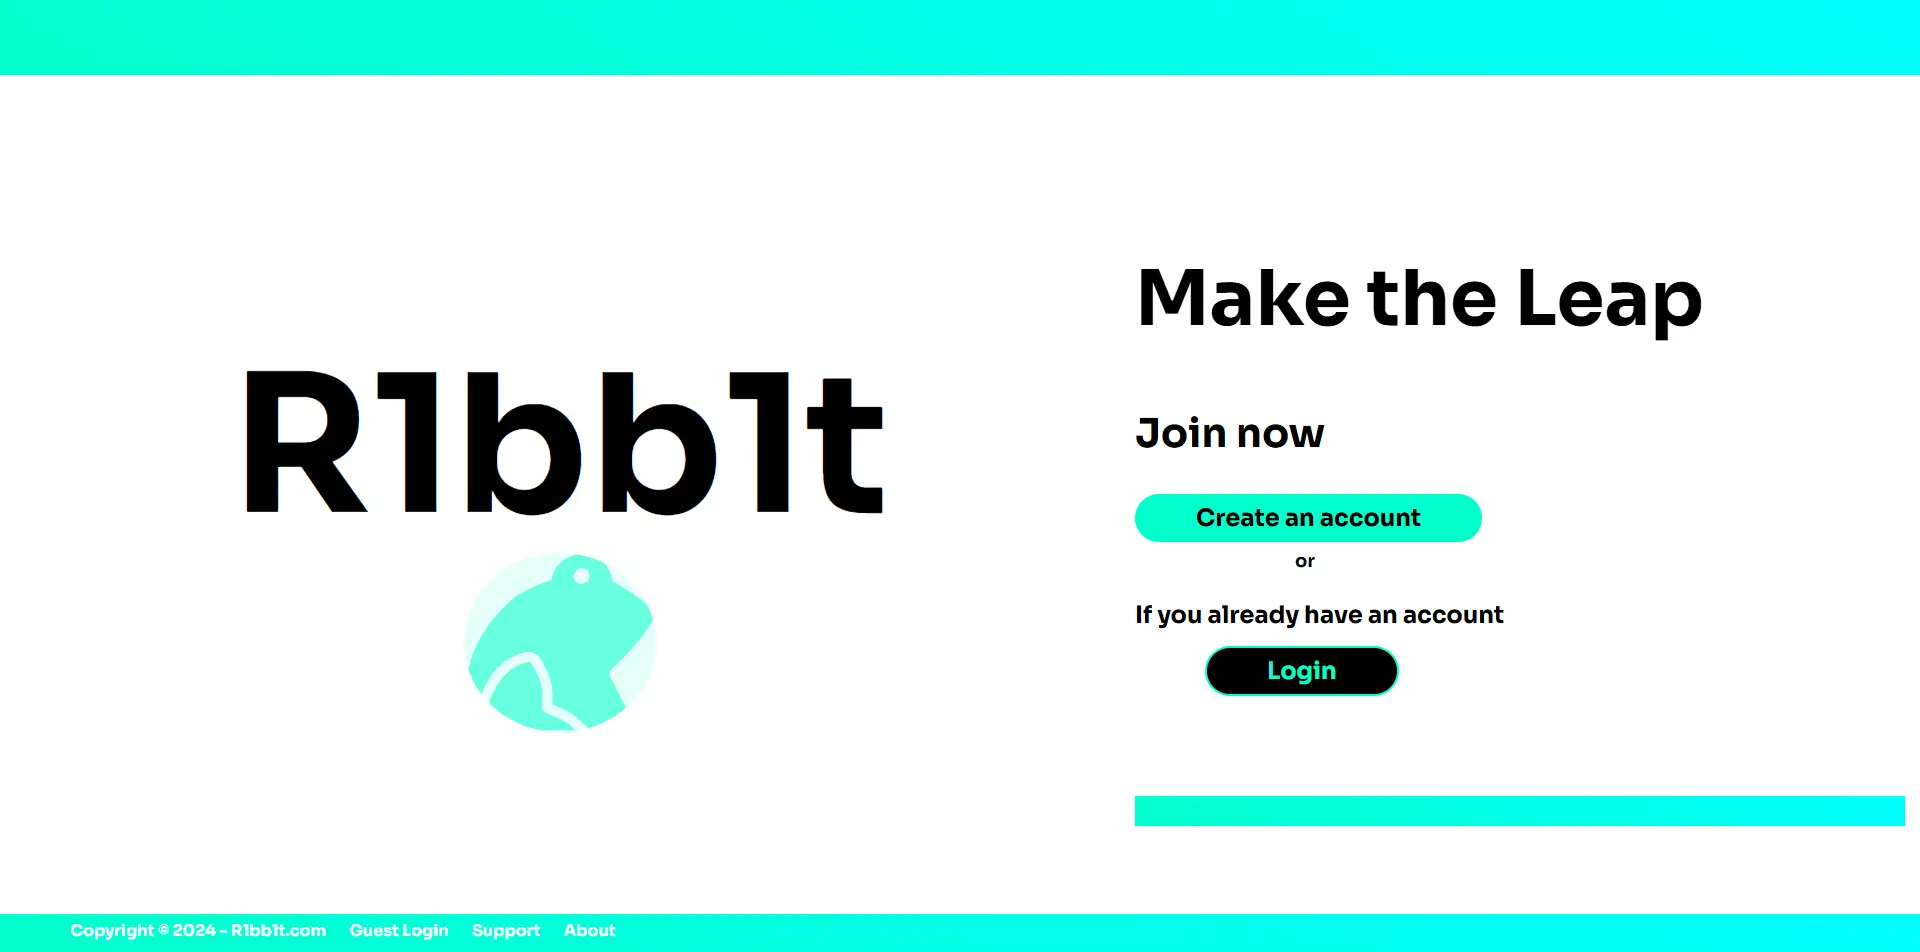 R1bb1t
Make the Leap
Join now
Create an account
or
If you already have an account
Login
Copyright © 2024 - R1bb1t.com Guest Login Support About